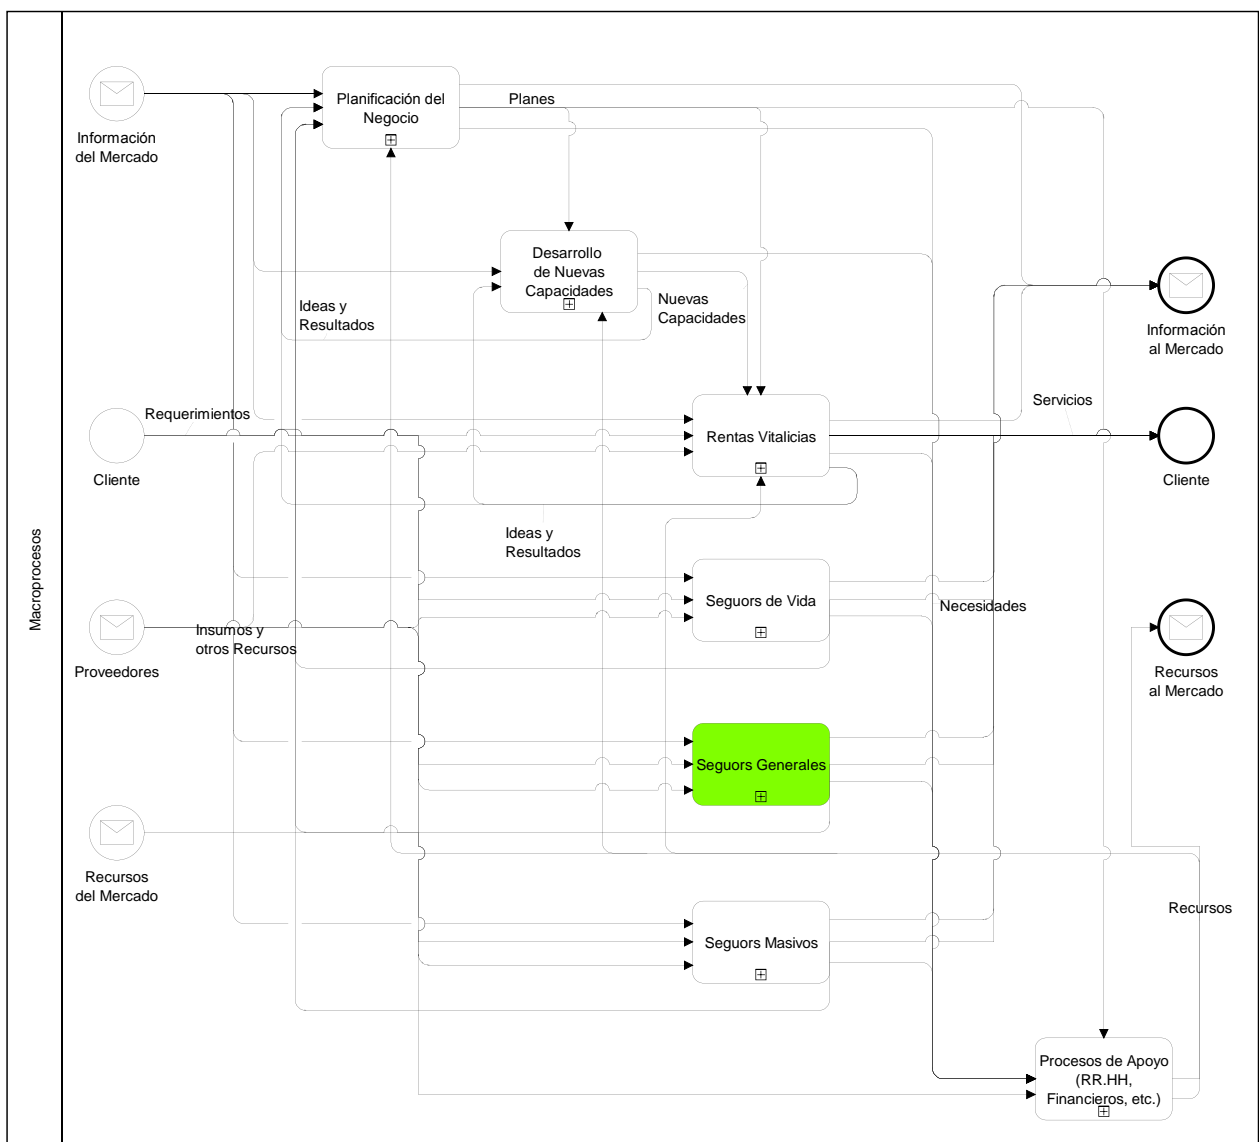 Macroprocesos
Planificación del
Negocio
Planes
Información
del Mercado
Desarrollo
de Nuevas
Capacidades
Ideas y
Resultados
Nuevas
Capacidades
Información
al Mercado
Requerimientos
Servicios
Rentas Vitalicias
Cliente
Cliente
Ideas y
Resultados
Seguors de Vida
Necesidades
Insumos y
otros Recursos
Proveedores
Recursos
al Mercado
Seguors Generales
Recursos
del Mercado
Recursos
Seguors Masivos
Procesos de Apoyo
(RR.HH,
Financieros, etc.)